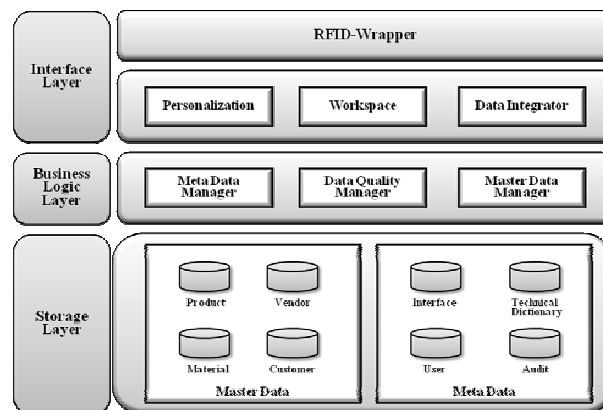 RFID-Wrapper
Interface
Layer
Personalization
Workspace
Data Integrator
Business
Logic
Layer
Meta Data
Manager
Data Quality
Manager
Master Data
Manager
Storage
Layer
Product
Vendor
Material
Customer
Master Data
Interface
Technical
Dictionary
User
Audit
Meta Data